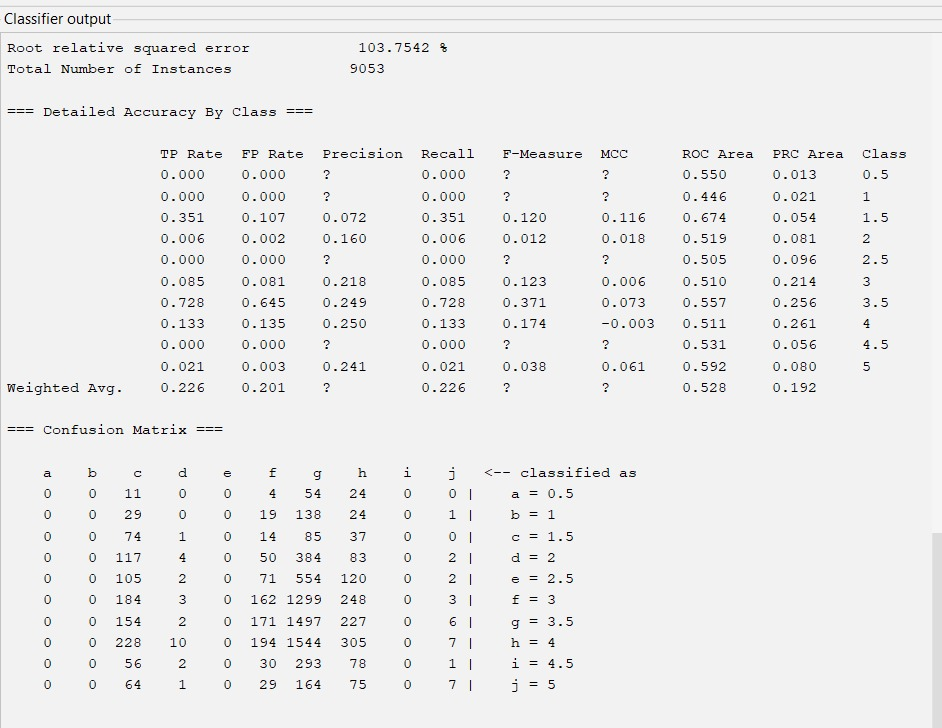 Classifier output
Root relative squared error 103.7542 %
Total Number of Instances 9053
=== Detailed Accuracy By Class ===
TP Rate FP Rate Precision Recall F-Measure MCC ROC Area PRC Area Class
0.000 0.000 ? 0.000 ? ? 0.550 0.013 0.5
0.000 0.000 ? 0.000 ? ? 0.446 0.021 1
0.351 0.107 0.072 0.351 0.120 0.116 0.674 0.054 1.5
0.006 0.002 0.160 0.006 0.012 0.018 0.519 0.081 2
0.000 0.000 ? 0.000 ? ? 0.505 0.096 2.5
0.085 0.081 0.218 0.085 0.123 0.006 0.510 0.214 3
0.728 0.645 0.249 0.728 0.371 0.073 0.557 0.256 3.5
0.133 0.135 0.250 0.133 0.174 -0.003 0.511 0.261 4
0.000 0.000 ? 0.000 ? ? 0.531 0.056 4.5
0.021 0.003 0.241 0.021 0.038 0.061 0.592 0.080 5
Weighted Avg. 0.226 0.201 ? 0.226 ? ? 0.528 0.192
=== Confusion Matrix ===
a b c d e f g h i j <-- classified as
0 0 11 0 0 4 54 24 0 0 | a = 0.5
0 0 29 0 0 19 138 24 0 1 | b = 1
0 0 74 1 0 14 85 37 0 0 | c = 1.5
0 0 117 4 0 50 384 83 0 2 | d = 2
0 0 105 2 0 71 554 120 0 2 | e = 2.5
0 0 184 3 0 162 1299 248 0 3 | f = 3
0 0 154 2 0 171 1497 227 0 6 | g = 3.5
0 0 228 10 0 194 1544 305 0 7 | h = 4
0 0 56 2 0 30 293 78 0 1 | i = 4.5
0 0 64 1 0 29 164 75 0 7 | j = 5